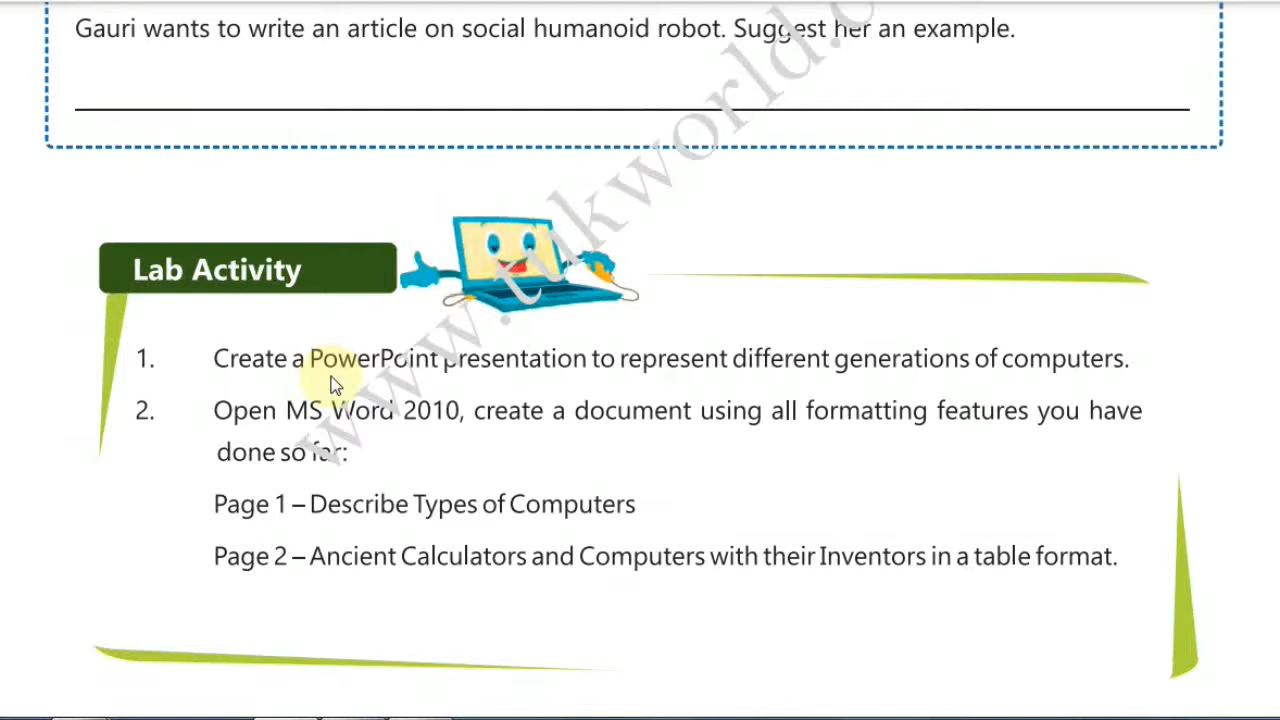 Gauri wants to write an article on social humanoid robot. Suggest her an example.
Lab Activity
1. Create a PowerPoint presentation to represent different generations of computers.
2. Open MS Word 2010, create a document using all formatting features you have
done so far:
Page 1 – Describe Types of Computers
Page 2 – Ancient Calculators and Computers with their Inventors in a table format.
www.tukworld.c